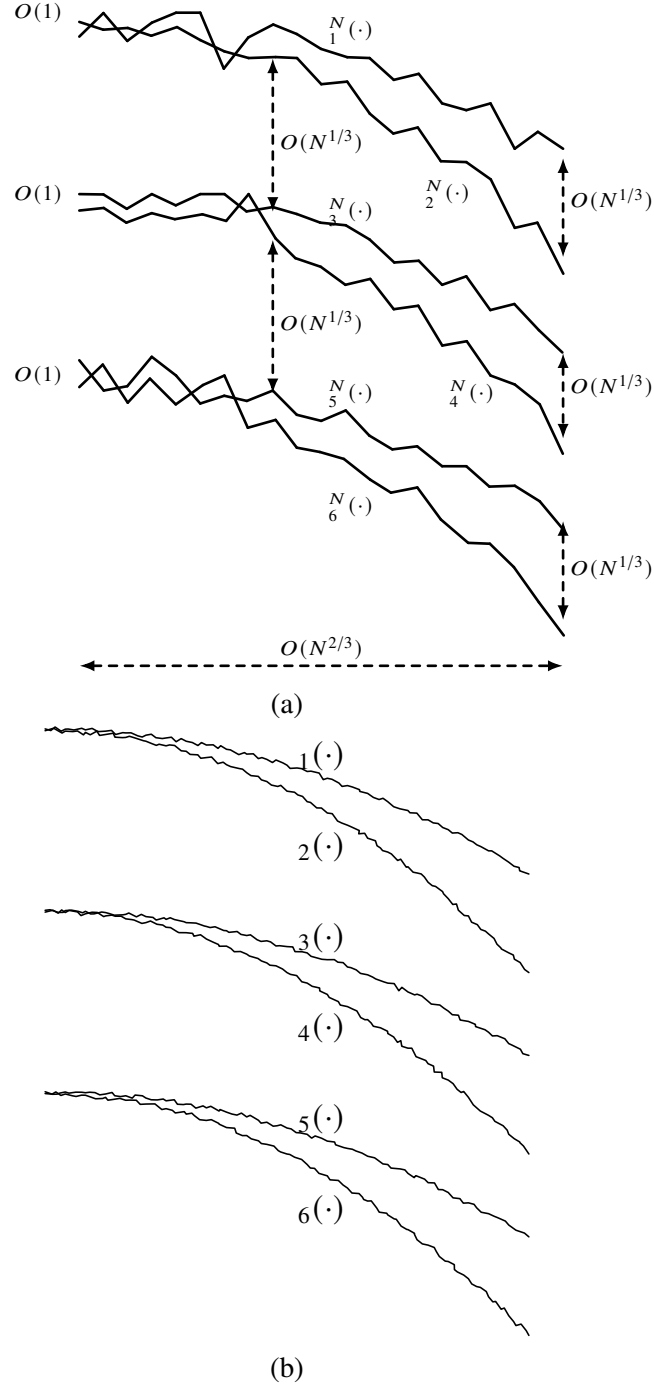 O(1)
N
1 (·)
O(N^{1/3})
N
2 (·)
O(N^{1/3})
O(1)
N
3 (·)
O(N^{1/3})
O(1)
N
5 (·)
N
4 (·)
O(N^{1/3})
N
6 (·)
O(N^{1/3})
O(N^{2/3})
(a)
1(·)
2(·)
3(·)
4(·)
5(·)
6(·)
(b)